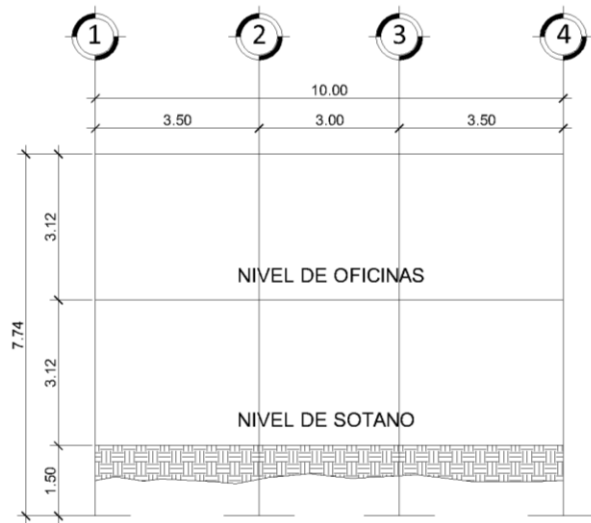 1 2 3 4
10.00
3.50 3.00 3.50
3.12
NIVEL DE OFICINAS
7.74
3.12
NIVEL DE SOTANO
1.50